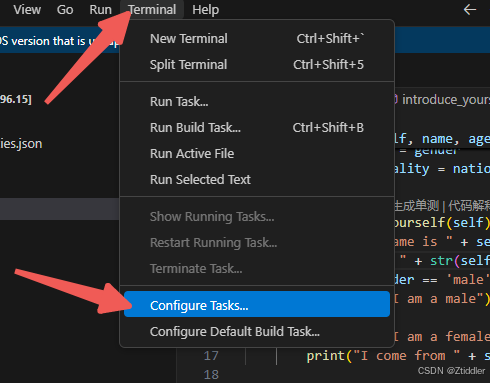 View Go Run Terminal Help
OS version that is
New Terminal Ctrl+Shift+`
Split Terminal Ctrl+Shift+5
96.15]
Run Task...
introduce_yours
Run Build Task... Ctrl+Shift+B
lf, name, age
ies.json
Run Active File
= gender
Run Selected Text
ality = nation
Show Running Tasks...
生成单测 | 代码解释
Restart Running Task...
ourself(self)
ame is " + se
Terminate Task...
" + str(self
der == 'male'
Configure Tasks...
I am a male")
Configure Default Build Task...
I am a female
17 print("I come from " + s
18
CSDN @Ztiddler